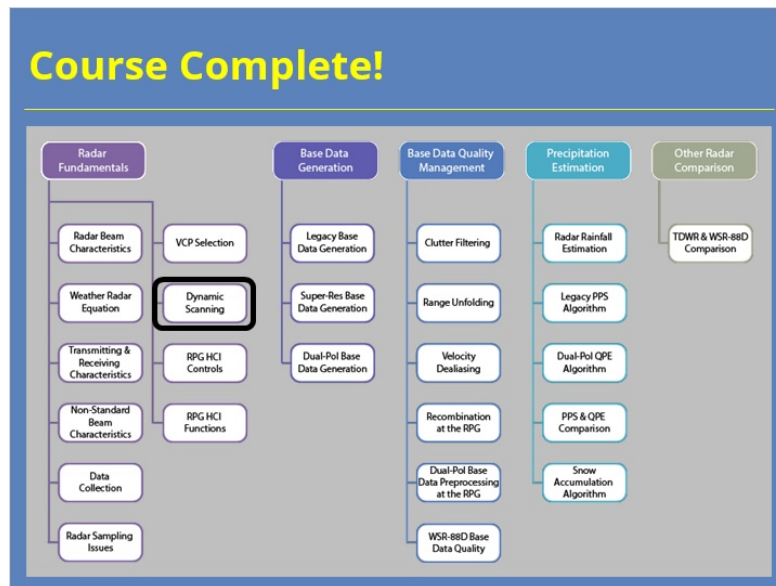 Course Complete!
Radar
Fundamentals
Radar Beam
Characteristics
Weather Radar
Equation
Transmitting &
Receiving
Characteristics
Non-Standard
Beam
Characteristics
Data
Collection
Radar Sampling
Issues
VCP Selection
Dynamic
Scanning
RPG HCI
Controls
RPG HCI
Functions
Base Data
Generation
Legacy Base
Data Generation
Super-Res Base
Data Generation
Dual-Pol Base
Data Generation
Base Data Quality
Management
Clutter Filtering
Range Unfolding
Velocity
Dealiasing
Recombination
at the RPG
Dual-Pol Base
Data Preprocessing
at the RPG
WSR-88D Base
Data Quality
Precipitation
Estimation
Radar Rainfall
Estimation
Legacy PPS
Algorithm
Dual-Pol QPE
Algorithm
PPS & QPE
Comparison
Snow
Accumulation
Algorithm
Other Radar
Comparison
TDWR & WSR-88D
Comparison